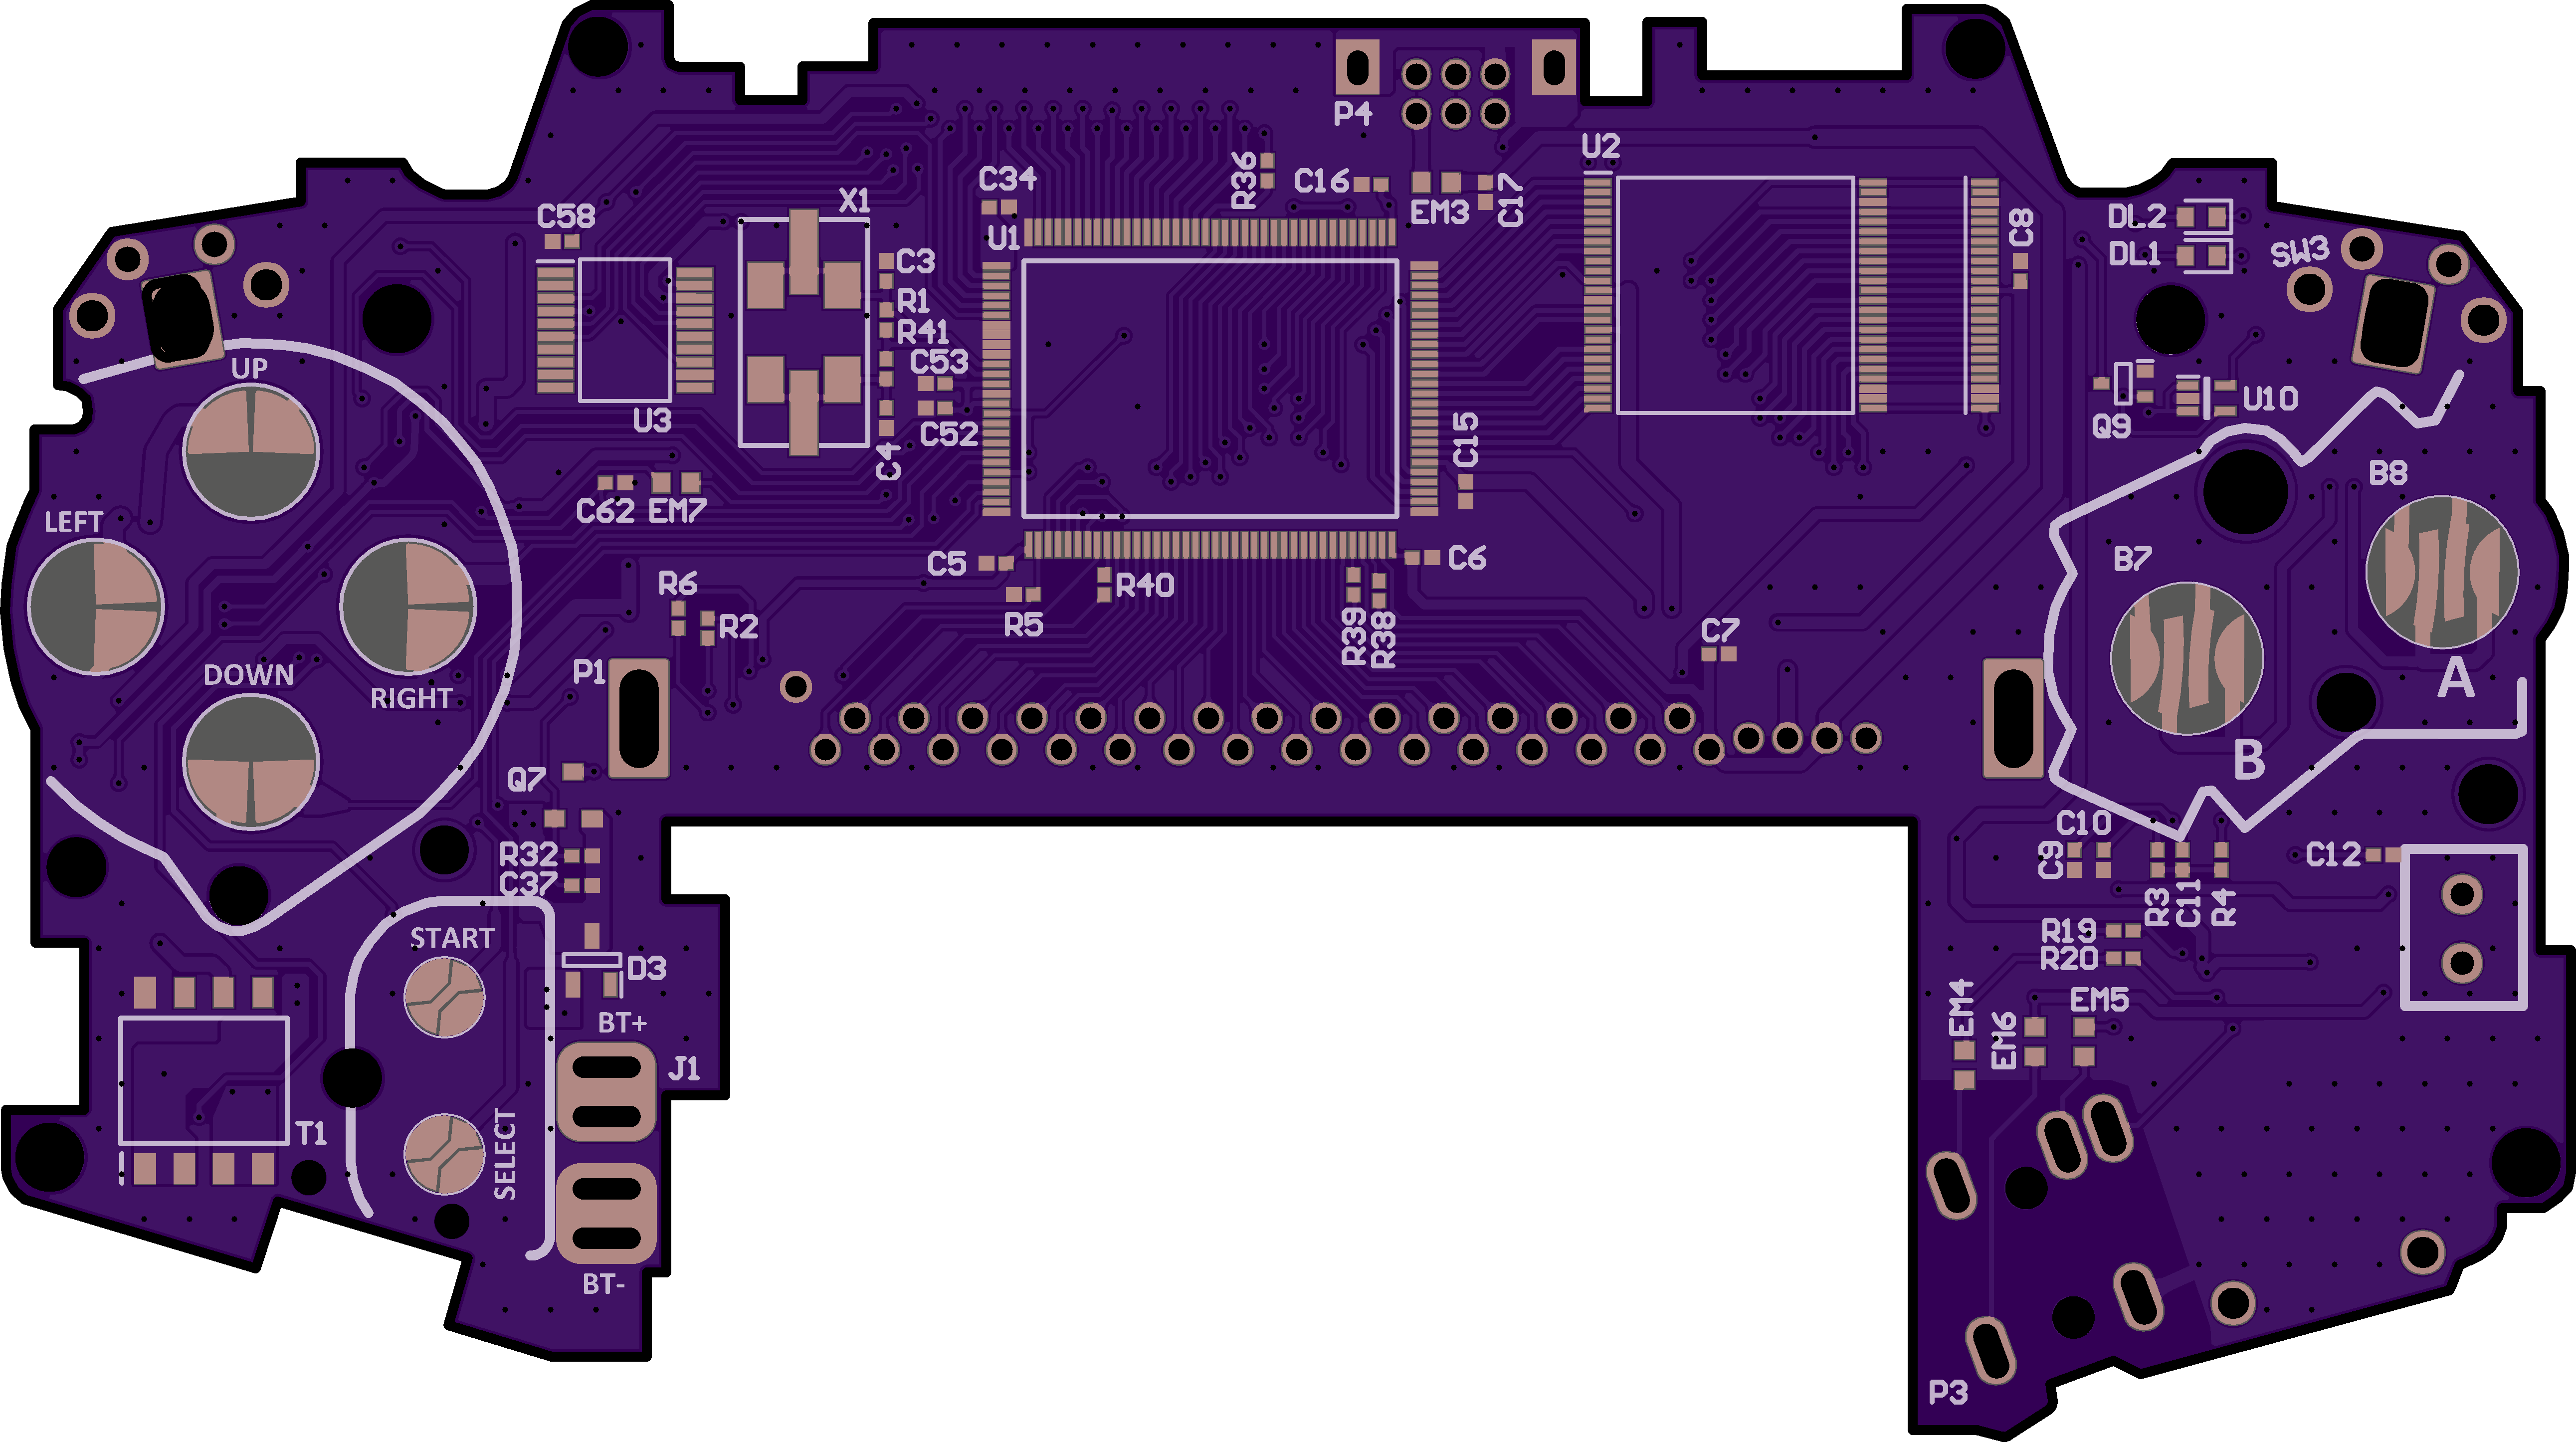 P4
U2
R36
C16
EM3
C17
C34
X1
C58
U1
C8
DL2
DL1
SW3
C3
R1
R41
C53
UP
U3
C52
C4
C15
Q9
U10
B8
LEFT
C62
EM7
C5
C6
B7
R6
R2
R40
R5
R39
R38
C7
DOWN
RIGHT
P1
A
B
Q7
C10
R32
C9
C12
C37
R3
C11
R4
START
R19
R20
D3
EM4
EM5
BT+
EM6
J1
T1
SELECT
BT-
P3